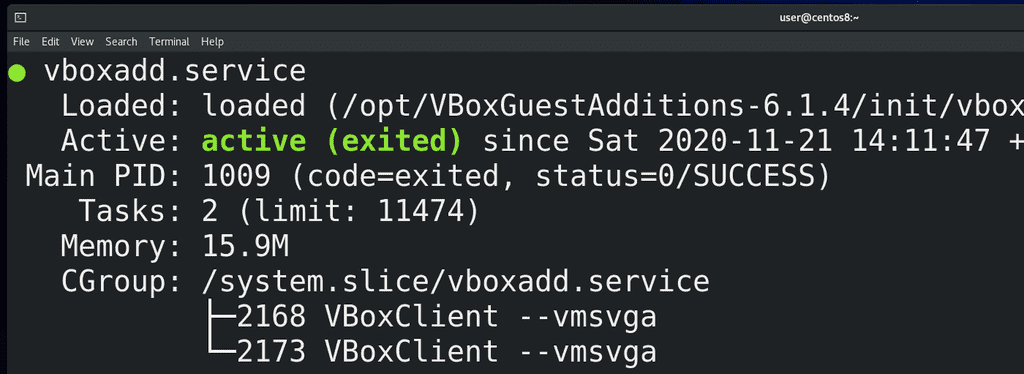 user@centos8:~
File Edit View Search Terminal Help
● vboxadd.service
Loaded: loaded (/opt/VBoxGuestAdditions-6.1.4/init/vbox
Active: active (exited) since Sat 2020-11-21 14:11:47 +
Main PID: 1009 (code=exited, status=0/SUCCESS)
Tasks: 2 (limit: 11474)
Memory: 15.9M
CGroup: /system.slice/vboxadd.service
├─2168 VBoxClient --vmsvga
└─2173 VBoxClient --vmsvga